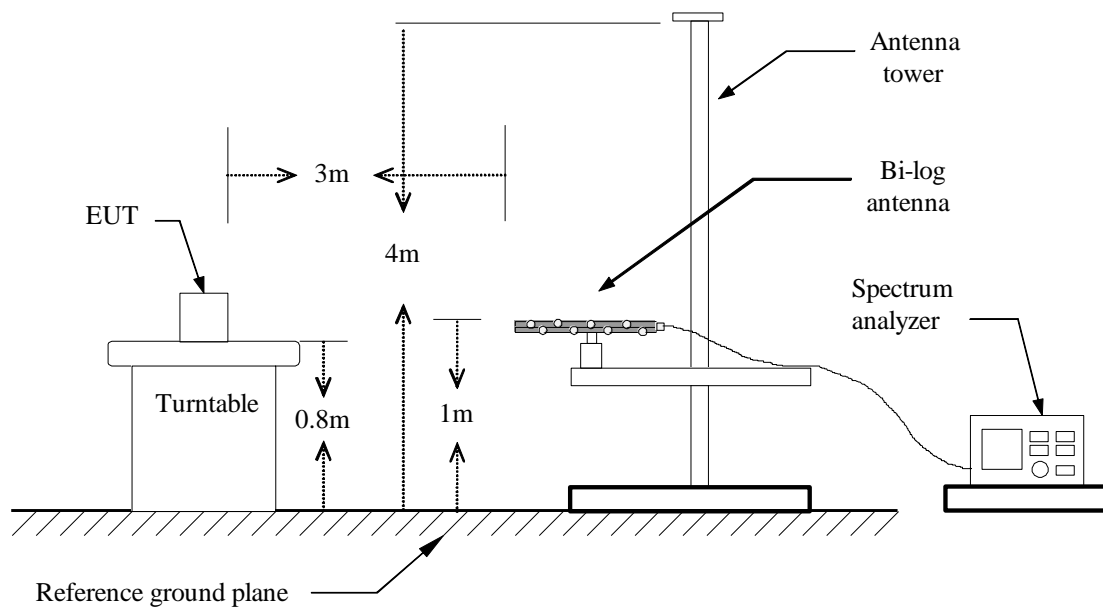 Antenna
tower
3m
Bi-log
antenna
EUT
4m
Spectrum
analyzer
Turntable
0.8m
1m
Reference ground plane